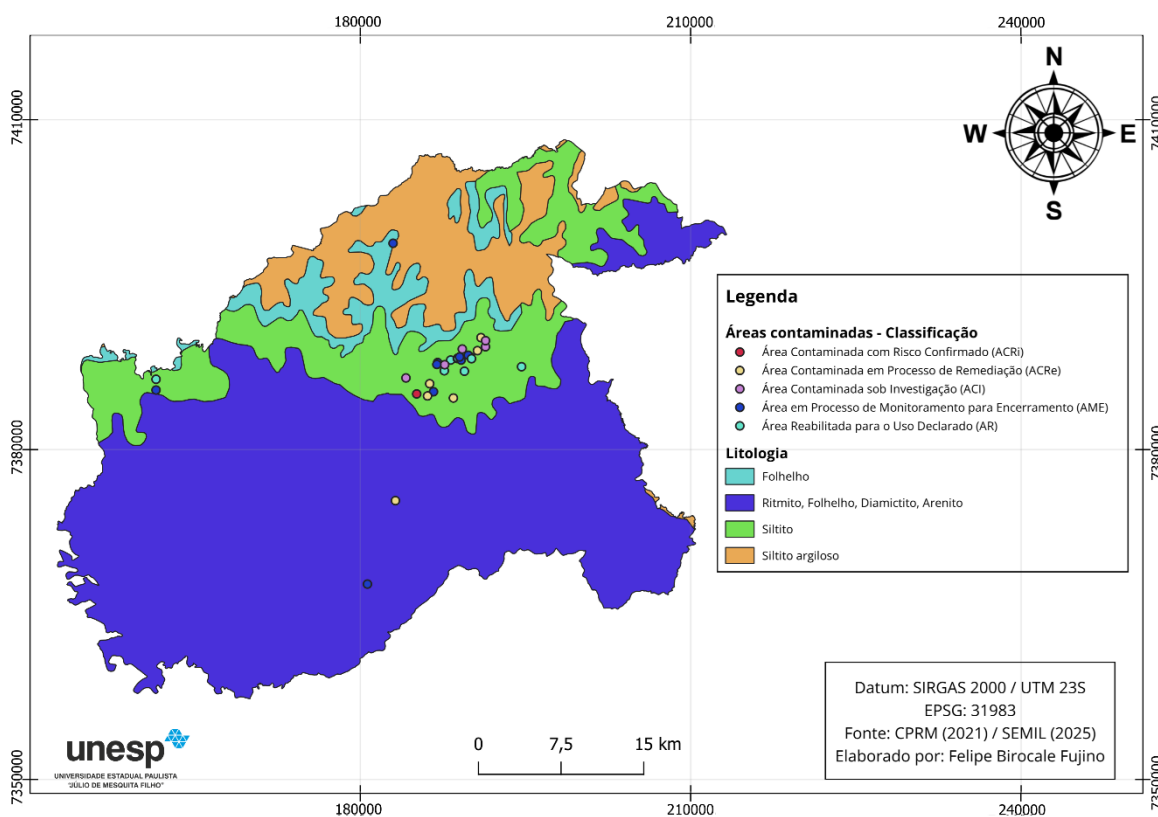 180000
210000
240000
7410000
7410000
N
W
E
S
Legenda
Áreas contaminadas - Classificação
Área Contaminada com Risco Confirmado (ACRi)
Área Contaminada em Processo de Remediação (ACRe)
Área Contaminada sob Investigação (ACI)
Área em Processo de Monitoramento para Encerramento (AME)
Área Reabilitada para o Uso Declarado (AR)
7380000
7380000
Litologia
Folhelho
Ritmito, Folhelho, Diamictito, Arenito
Siltito
Siltito argiloso
Datum: SIRGAS 2000 / UTM 23S
EPSG: 31983
Fonte: CPRM (2021) / SEMIL (2025)
Elaborado por: Felipe Birocale Fujino
unesp
UNIVERSIDADE ESTADUAL PAULISTA
"JÚLIO DE MESQUITA FILHO"
0
7,5
15 km
7350000
7350000
180000
210000
240000